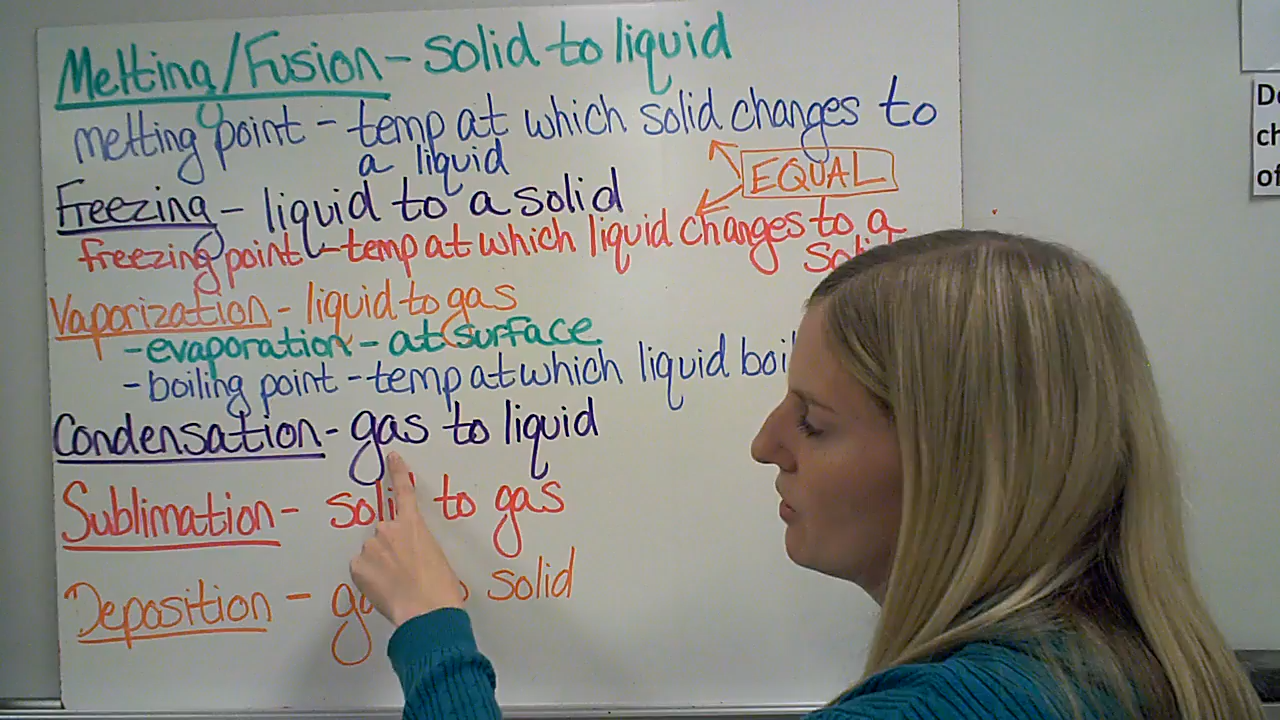 Melting/Fusion - solid to liquid
melting point - temp at which solid changes to
a liquid
EQUAL
Freezing - liquid to a solid
freezing point - temp at which liquid changes to a
Vaporization - liquid to gas
- evaporation - at surface
- boiling point - temp at which liquid
Condensation - gas to liquid
Sublimation - to gas
Deposition - solid